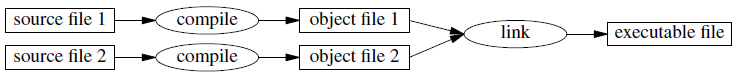 source file 1
compile
object file 1
link
executable file
source file 2
compile
object file 2